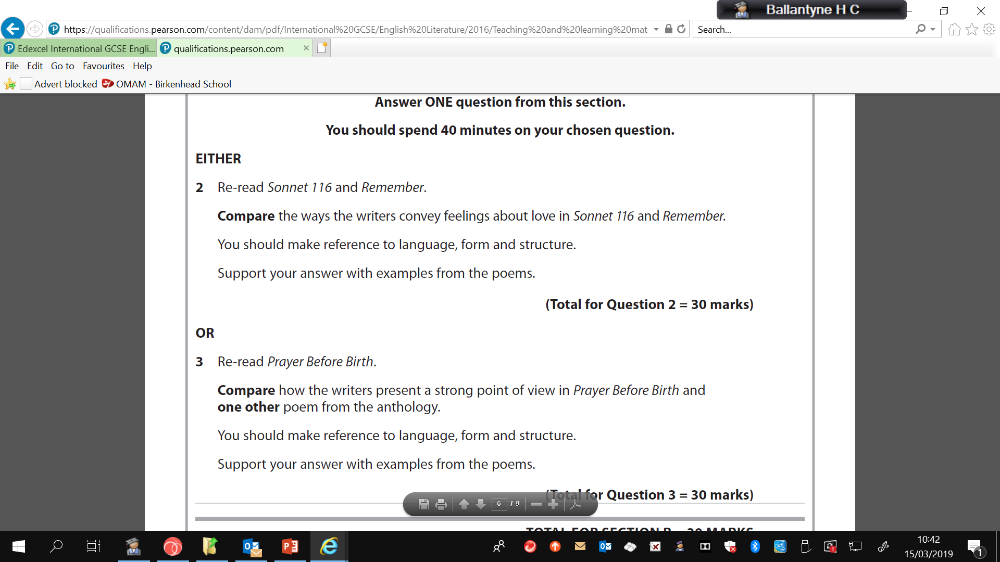 Ballantyne H C
https://qualifications.pearson.com/content/dam/pdf/International%20GCSE/English%20Literature/2016/Teaching%20and%20learning%20mat
Search...
Edexcel International GCSE Engli...
qualifications.pearson.com
File Edit Go to Favourites Help
Advert blocked OMAM - Birkenhead School
Answer ONE question from this section.
You should spend 40 minutes on your chosen question.
EITHER
2 Re-read Sonnet 116 and Remember.
Compare the ways the writers convey feelings about love in Sonnet 116 and Remember.
You should make reference to language, form and structure.
Support your answer with examples from the poems.
(Total for Question 2 = 30 marks)
OR
3 Re-read Prayer Before Birth.
Compare how the writers present a strong point of view in Prayer Before Birth and
one other poem from the anthology.
You should make reference to language, form and structure.
Support your answer with examples from the poems.
(Total for Question 3 = 30 marks)
6 / 9
TOTAL FOR SECTION B = 30 MARKS
10:42
15/03/2019
1